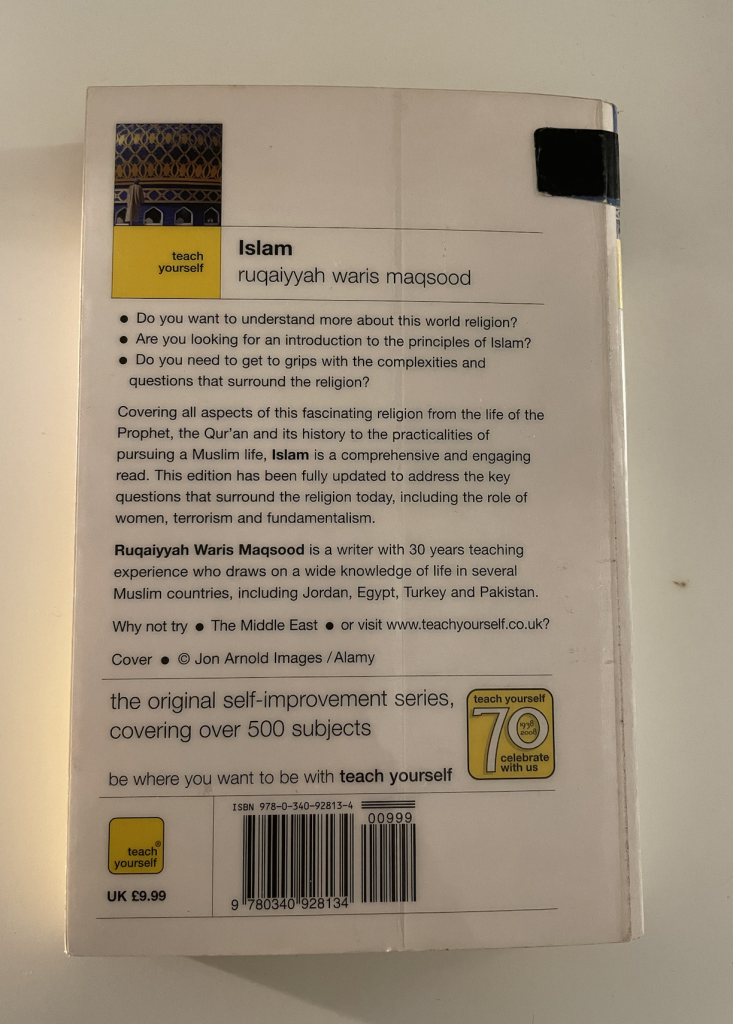 teach
yourself
Islam
ruqaiyyah waris maqsood
● Do you want to understand more about this world religion?
● Are you looking for an introduction to the principles of Islam?
● Do you need to get to grips with the complexities and
questions that surround the religion?
Covering all aspects of this fascinating religion from the life of the
Prophet, the Qur'an and its history to the practicalities of
pursuing a Muslim life, Islam is a comprehensive and engaging
read. This edition has been fully updated to address the key
questions that surround the religion today, including the role of
women, terrorism and fundamentalism.
Ruqaiyyah Waris Maqsood is a writer with 30 years teaching
experience who draws on a wide knowledge of life in several
Muslim countries, including Jordan, Egypt, Turkey and Pakistan.
Why not try ● The Middle East ● or visit www.teachyourself.co.uk?
Cover ● © Jon Arnold Images / Alamy
the original self-improvement series,
covering over 500 subjects
be where you want to be with teach yourself
teach yourself
70
1938
2008
celebrate
with us
teach®
yourself
UK £9.99
ISBN 978-0-340-92813-4
00999
9 780340 928134